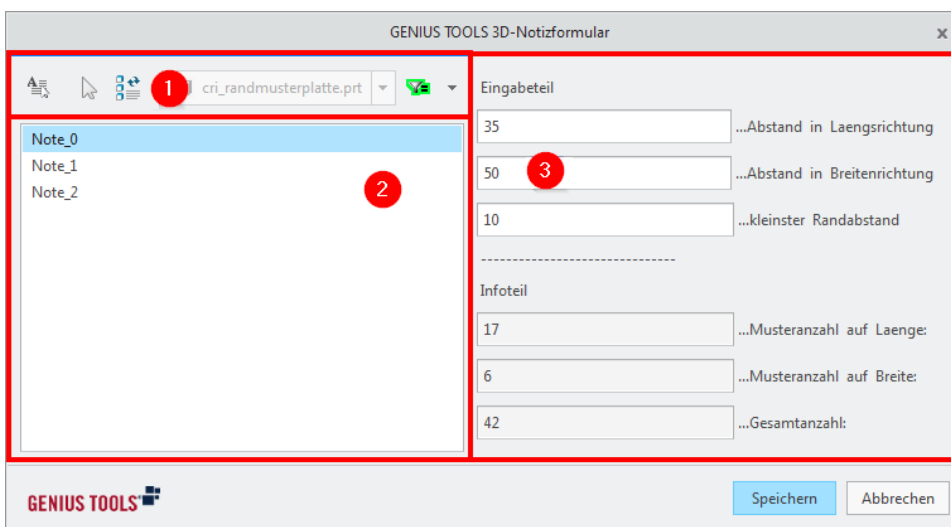 GENIUS TOOLS 3D-Notizformular
x
1
cri_randmusterplatte.prt
Note_0
Note_1
Note_2
2
Eingabeteil
35 ...Abstand in Laengsrichtung
50 3 ...Abstand in Breitenrichtung
10 ...kleinster Randabstand
-------------------------------
Infoteil
17 ...Musteranzahl auf Laenge:
6 ...Musteranzahl auf Breite:
42 ...Gesamtanzahl:
GENIUS TOOLS
Speichern
Abbrechen